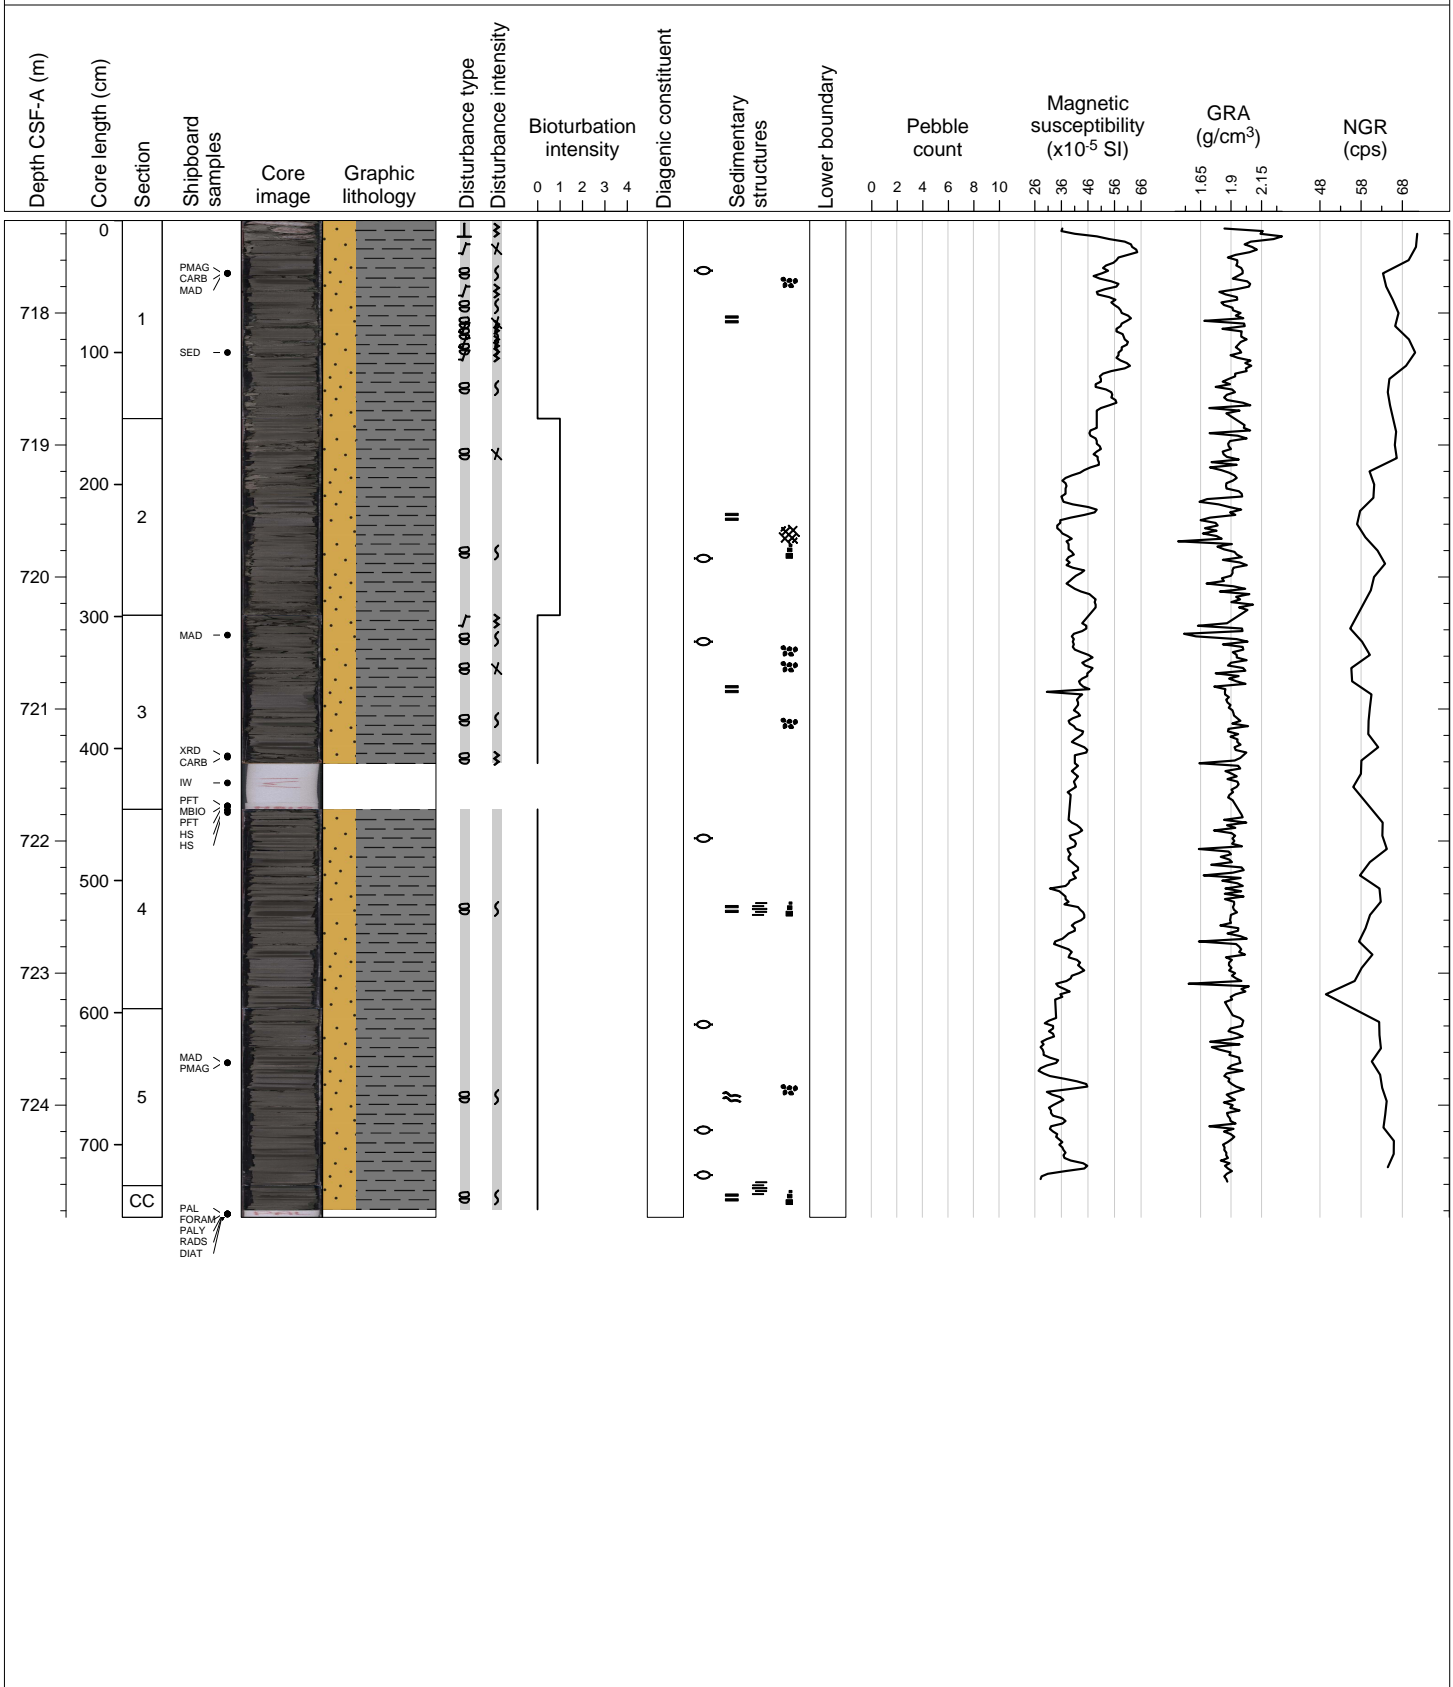 Depth CSF-A (m)
Core length (cm)
Section
Shipboard
samples
Core
image
Graphic
lithology
Disturbance type
Disturbance intensity
Bioturbation
intensity
0 1 2 3 4
Diagenic constituent
Sedimentary
structures
Lower boundary
Pebble
count
0 2 4 6 8 10
Magnetic
susceptibility
(x10-5 SI)
26 36 46 56 66
GRA
(g/cm3)
1.65 1.9 2.15
NGR
(cps)
48 58 68
0
PMAG
CARB
MAD
718
1
SED
100
719
200
2
720
300
MAD
721
3
400
XRD
CARB
IW
PFT
MBIO
PFT
HS
HS
722
500
4
723
600
MAD
PMAG
5
724
700
CC
PAL
FORAM
PALY
RADS
DIAT